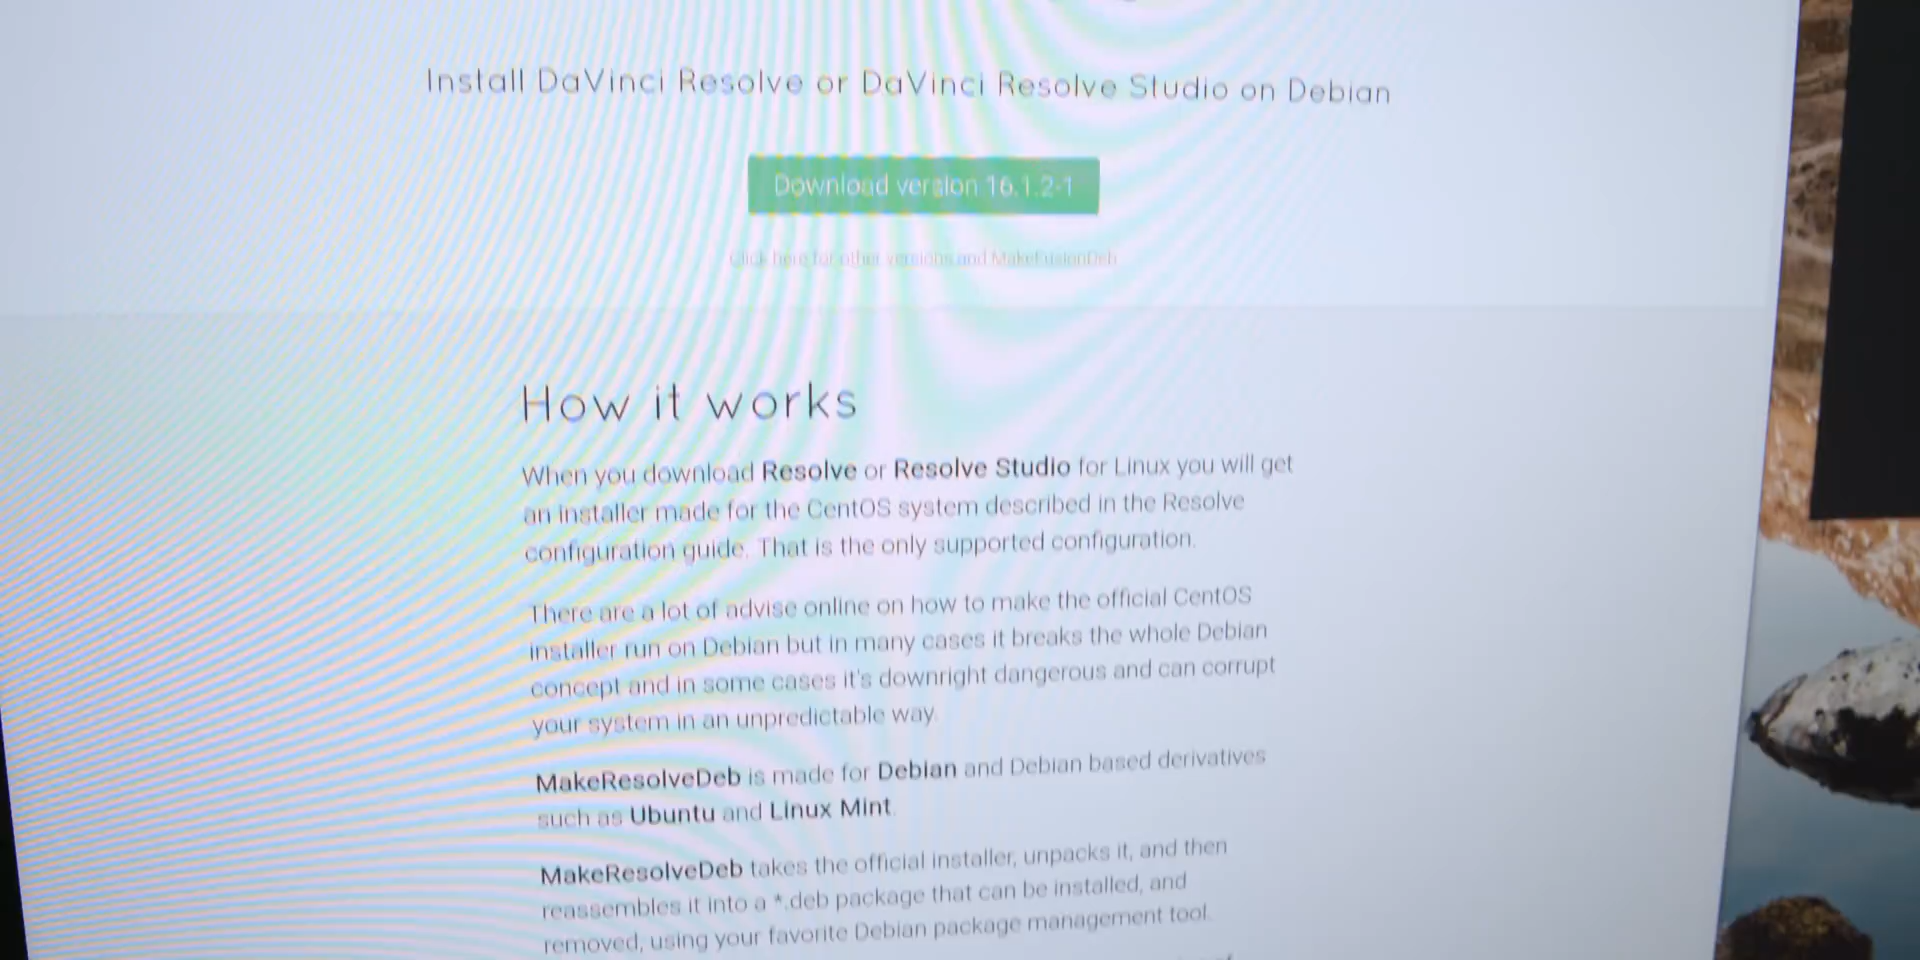 Install DaVinci Resolve or DaVinci Resolve Studio on Debian
Download version 16.1.2-1
Click here for other versions and MakeFusionDeb
How it works
When you download Resolve or Resolve Studio for Linux you will get
an installer made for the CentOS system described in the Resolve
configuration guide. That is the only supported configuration.
There are a lot of advise online on how to make the official CentOS
installer run on Debian but in many cases it breaks the whole Debian
concept and in some cases it's downright dangerous and can corrupt
your system in an unpredictable way.
MakeResolveDeb is made for Debian and Debian based derivatives
such as Ubuntu and Linux Mint.
MakeResolveDeb takes the official installer, unpacks it, and then
reassembles it into a *.deb package that can be installed, and
removed, using your favorite Debian package management tool.